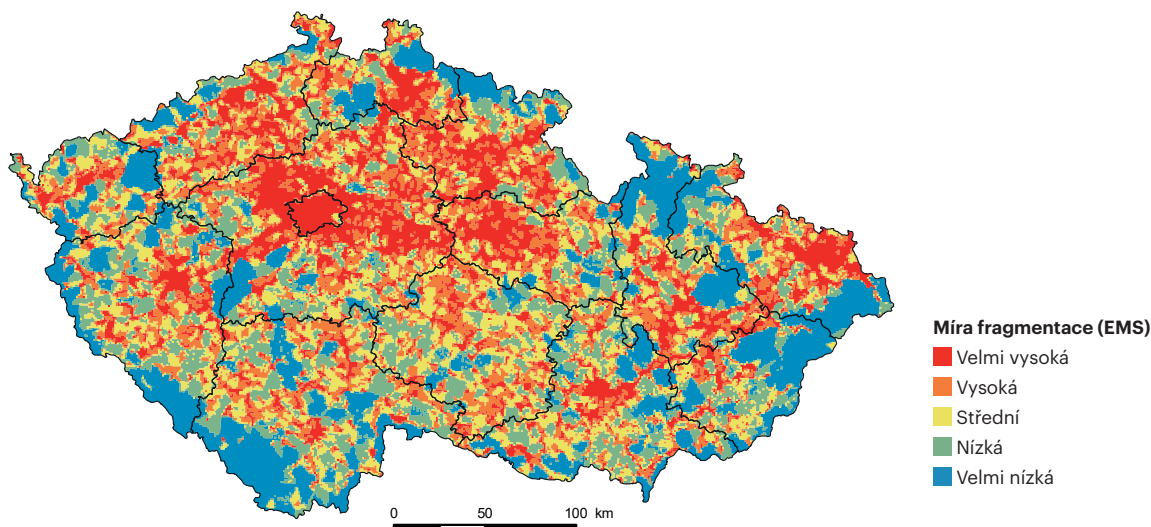 Míra fragmentace (EMS)
Velmi vysoká
Vysoká
Střední
Nízká
Velmi nízká
0 50 100 km